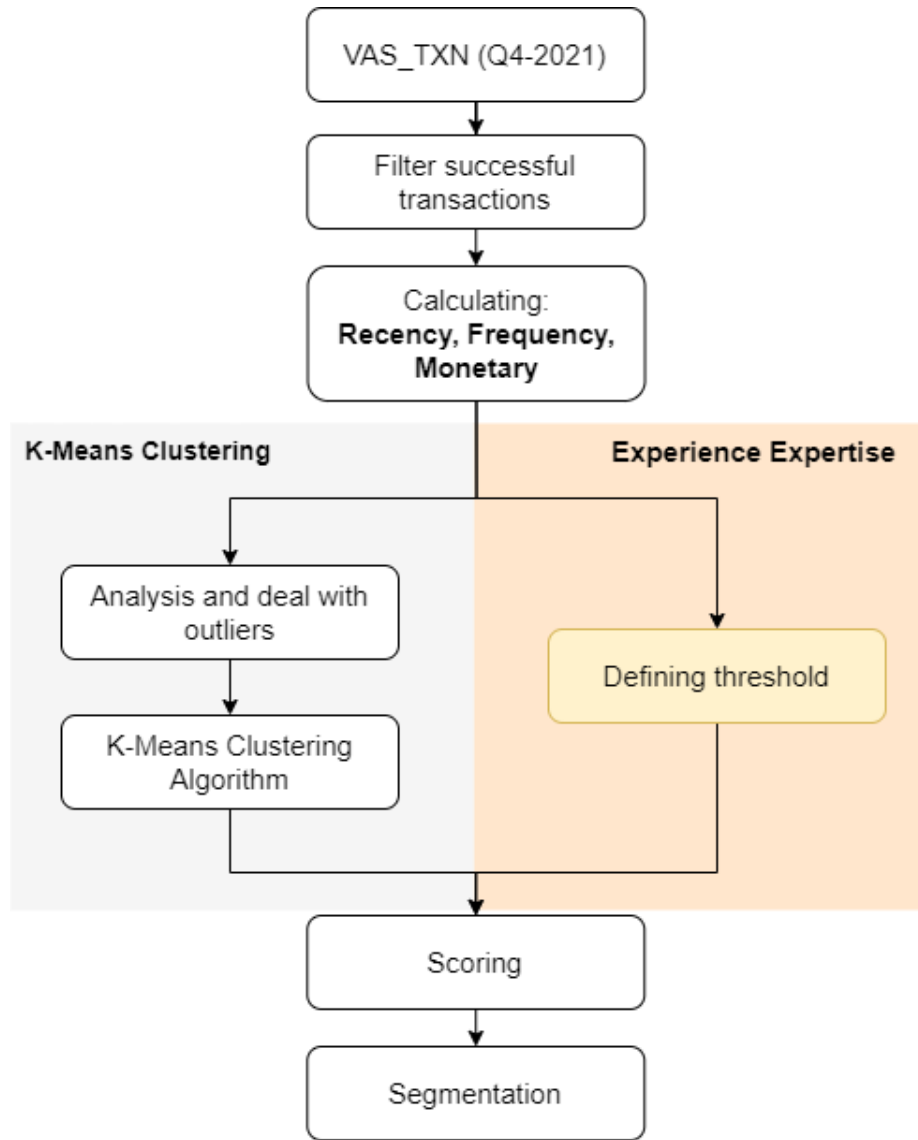 VAS_TXN (Q4-2021)
Filter successful
transactions
Calculating:
Recency, Frequency,
Monetary
K-Means Clustering
Experience Expertise
Analysis and deal with
outliers
Defining threshold
K-Means Clustering
Algorithm
Scoring
Segmentation